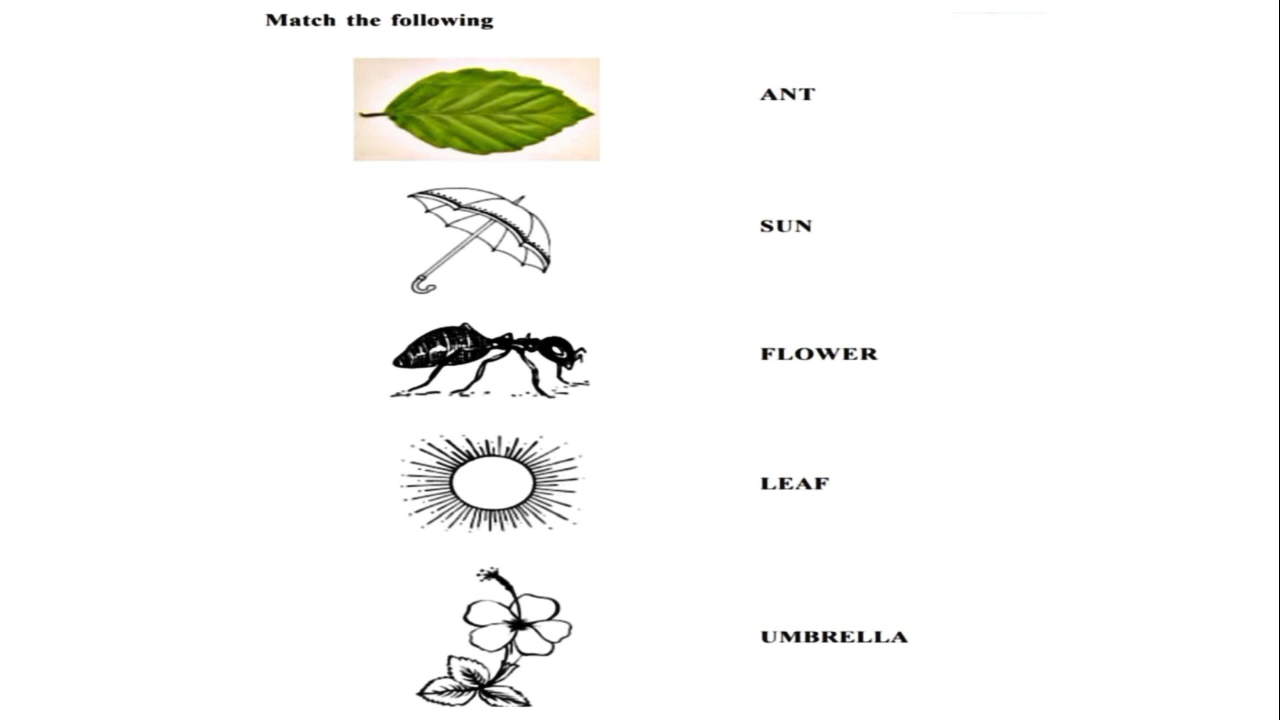 Match the following
ANT
SUN
FLOWER
LEAF
UMBRELLA